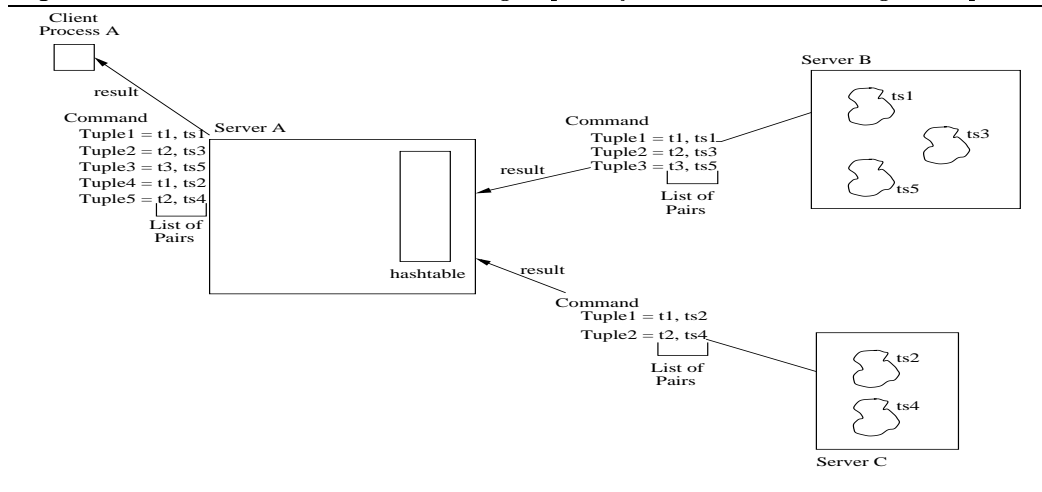 Client
Process A
result
Command
Tuple1 = t1, ts1
Tuple2 = t2, ts3
Tuple3 = t3, ts5
Tuple4 = t1, ts2
Tuple5 = t2, ts4
List of
Pairs
Server A
hashtable
result
Command
Tuple1 = t1, ts1
Tuple2 = t2, ts3
Tuple3 = t3, ts5
List of
Pairs
Server B
ts1
ts3
ts5
result
Command
Tuple1 = t1, ts2
Tuple2 = t2, ts4
List of
Pairs
ts2
ts4
Server C